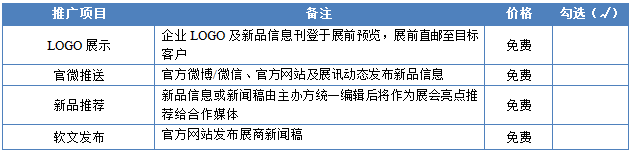 推广项目 备注 价格 勾选（√）
LOGO 展示 企业 LOGO 及新品信息刊登于展前预览，展前直邮至目标客户 免费
官微推送 官方微博/微信、官方网站及展讯动态发布新品信息 免费
新品推荐 新品信息或新闻稿由主办方统一编辑后将作为展会亮点推荐给合作媒体 免费
软文发布 官方网站发布展商新闻稿 免费